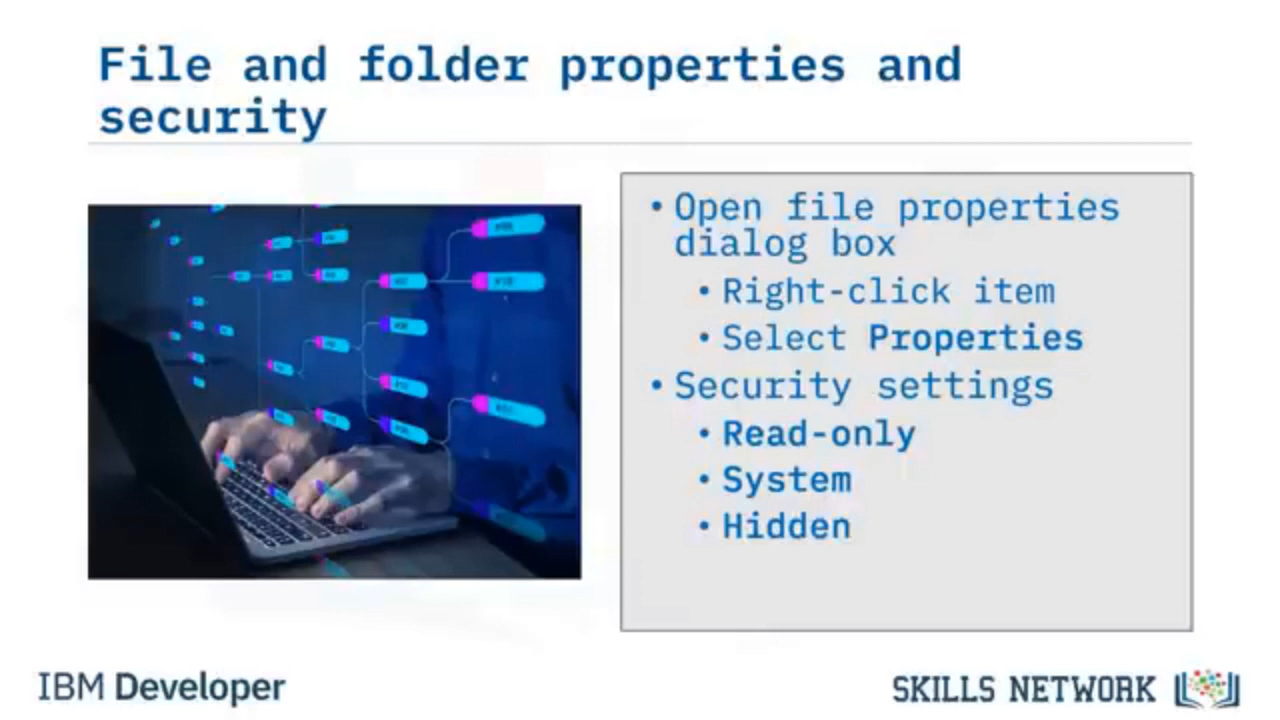 File and folder properties and
security
• Open file properties
dialog box
• Right-click item
• Select Properties
• Security settings
• Read-only
• System
• Hidden
IBM Developer
SKILLS NETWORK